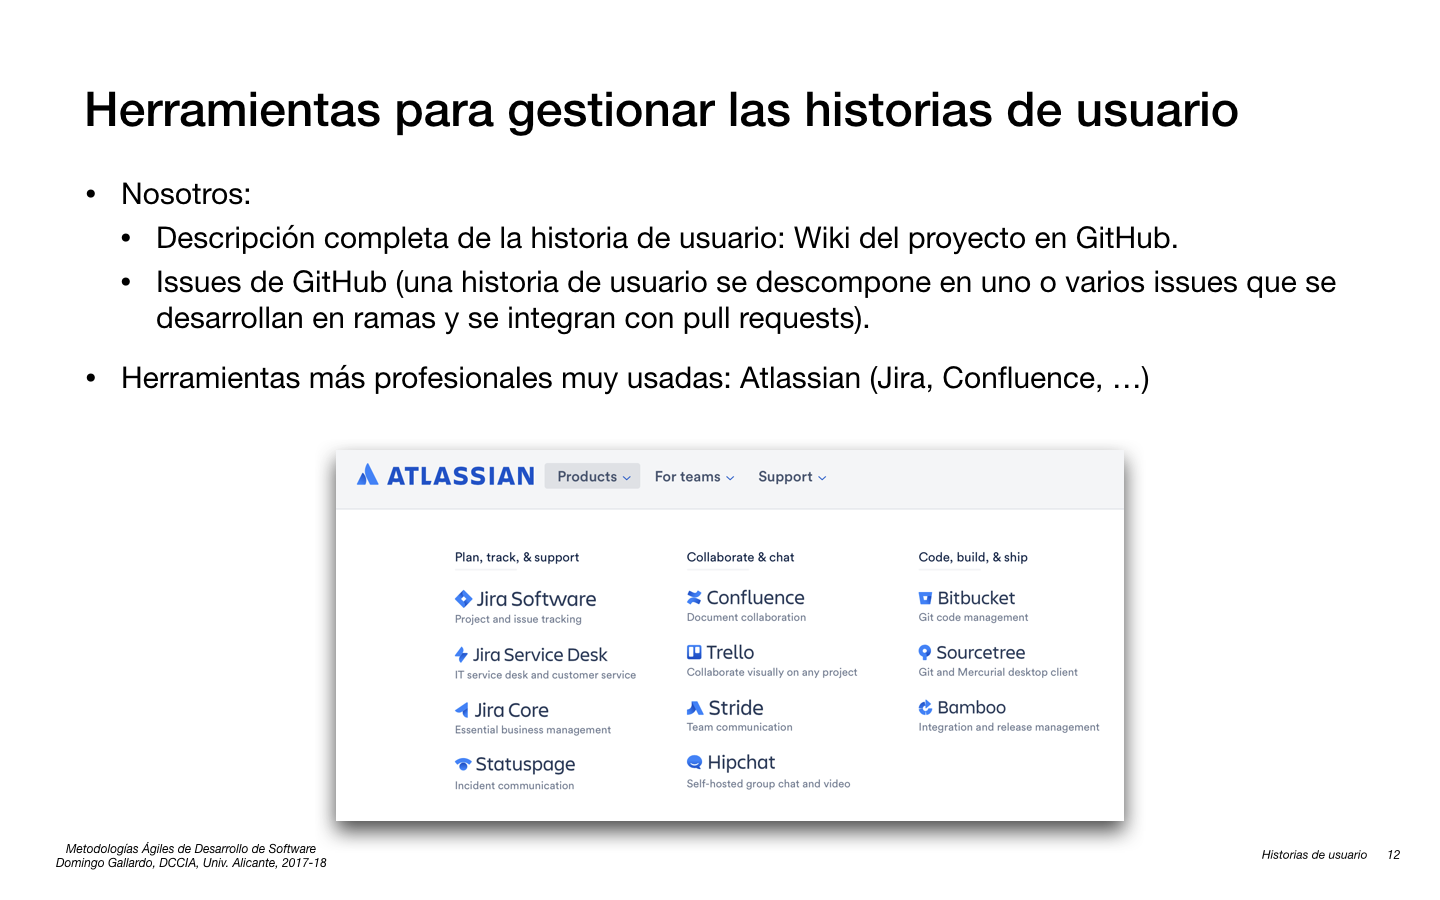 Herramientas para gestionar las historias de usuario
• Nosotros:
• Descripción completa de la historia de usuario: Wiki del proyecto en GitHub.
• Issues de GitHub (una historia de usuario se descompone en uno o varios issues que se
desarrollan en ramas y se integran con pull requests).
• Herramientas más profesionales muy usadas: Atlassian (Jira, Confluence, …)
ATLASSIAN Products For teams Support
Plan, track, & support
Jira Software
Project and issue tracking
Jira Service Desk
IT service desk and customer service
Jira Core
Essential business management
Statuspage
Incident communication
Collaborate & chat
Confluence
Document collaboration
Trello
Collaborate visually on any project
Stride
Team communication
Hipchat
Self-hosted group chat and video
Code, build, & ship
Bitbucket
Git code management
Sourcetree
Git and Mercurial desktop client
Bamboo
Integration and release management
Metodologías Ágiles de Desarrollo de Software
Domingo Gallardo, DCCIA, Univ. Alicante, 2017-18
Historias de usuario 12